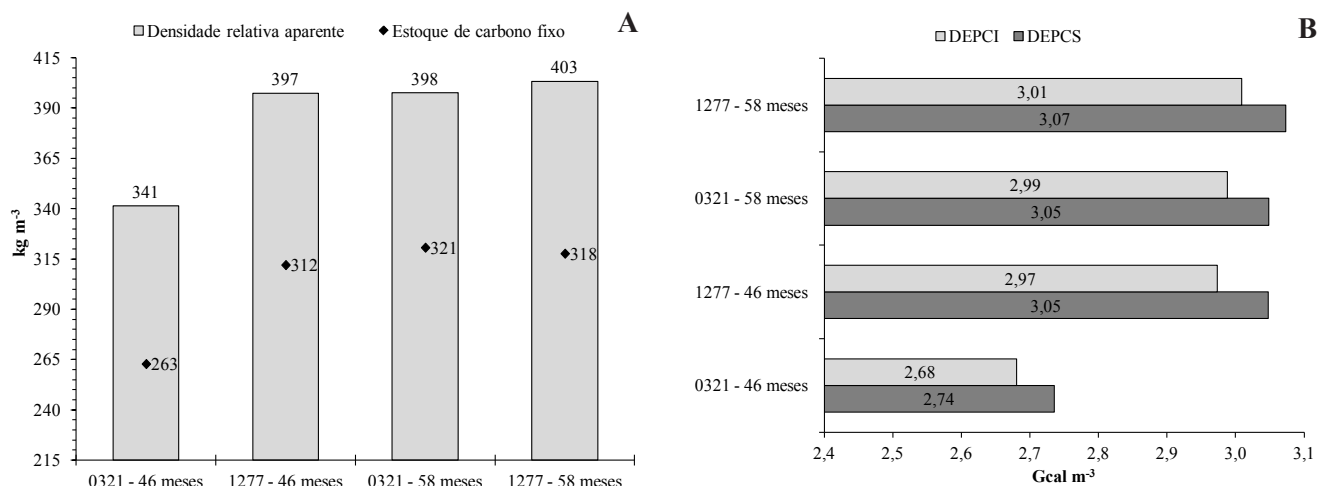 Densidade relativa aparente
Estoque de carbono fixo
A
kg m⁻³
415
390
365
340
315
290
265
240
215
341
397
398
403
263
312
321
318
0321 - 46 meses
1277 - 46 meses
0321 - 58 meses
1277 - 58 meses
DEPCI
DEPCS
B
1277 - 58 meses
3,01
3,07
0321 - 58 meses
2,99
3,05
1277 - 46 meses
2,97
3,05
0321 - 46 meses
2,68
2,74
2,4
2,5
2,6
2,7
2,8
2,9
3,0
3,1
Gcal m⁻³